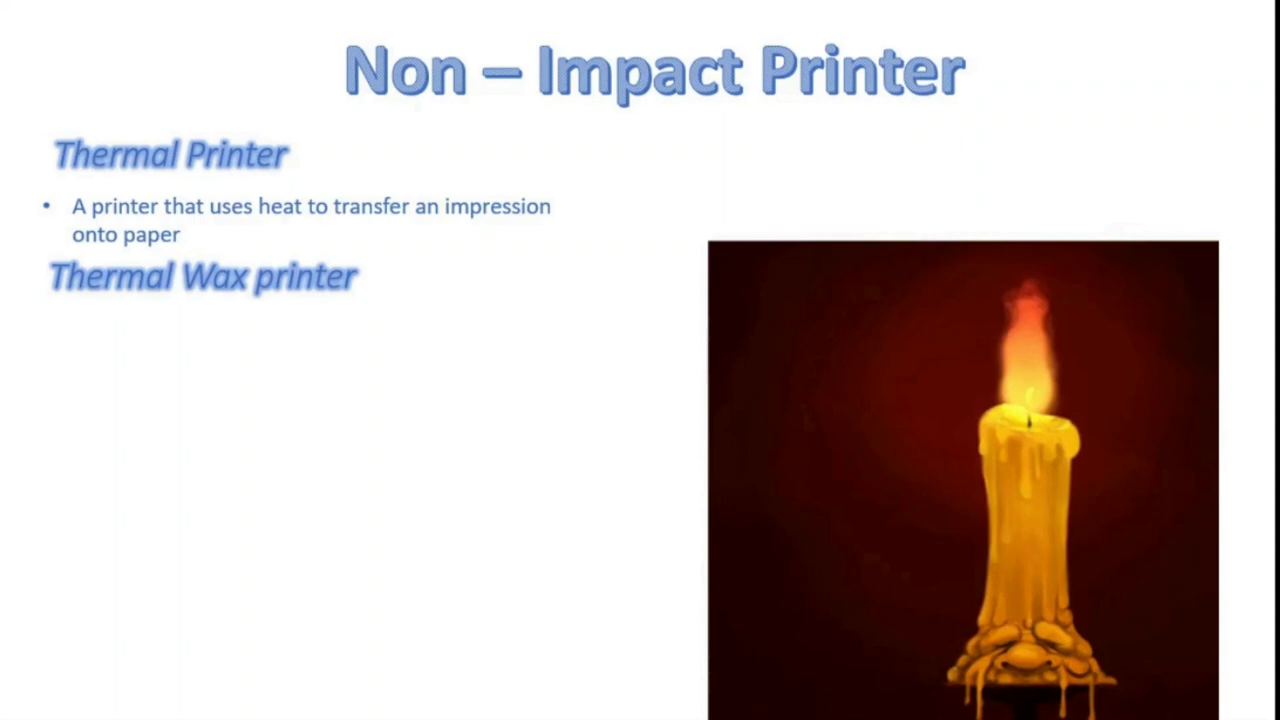 Non – Impact Printer
Thermal Printer
• A printer that uses heat to transfer an impression
onto paper
Thermal Wax printer